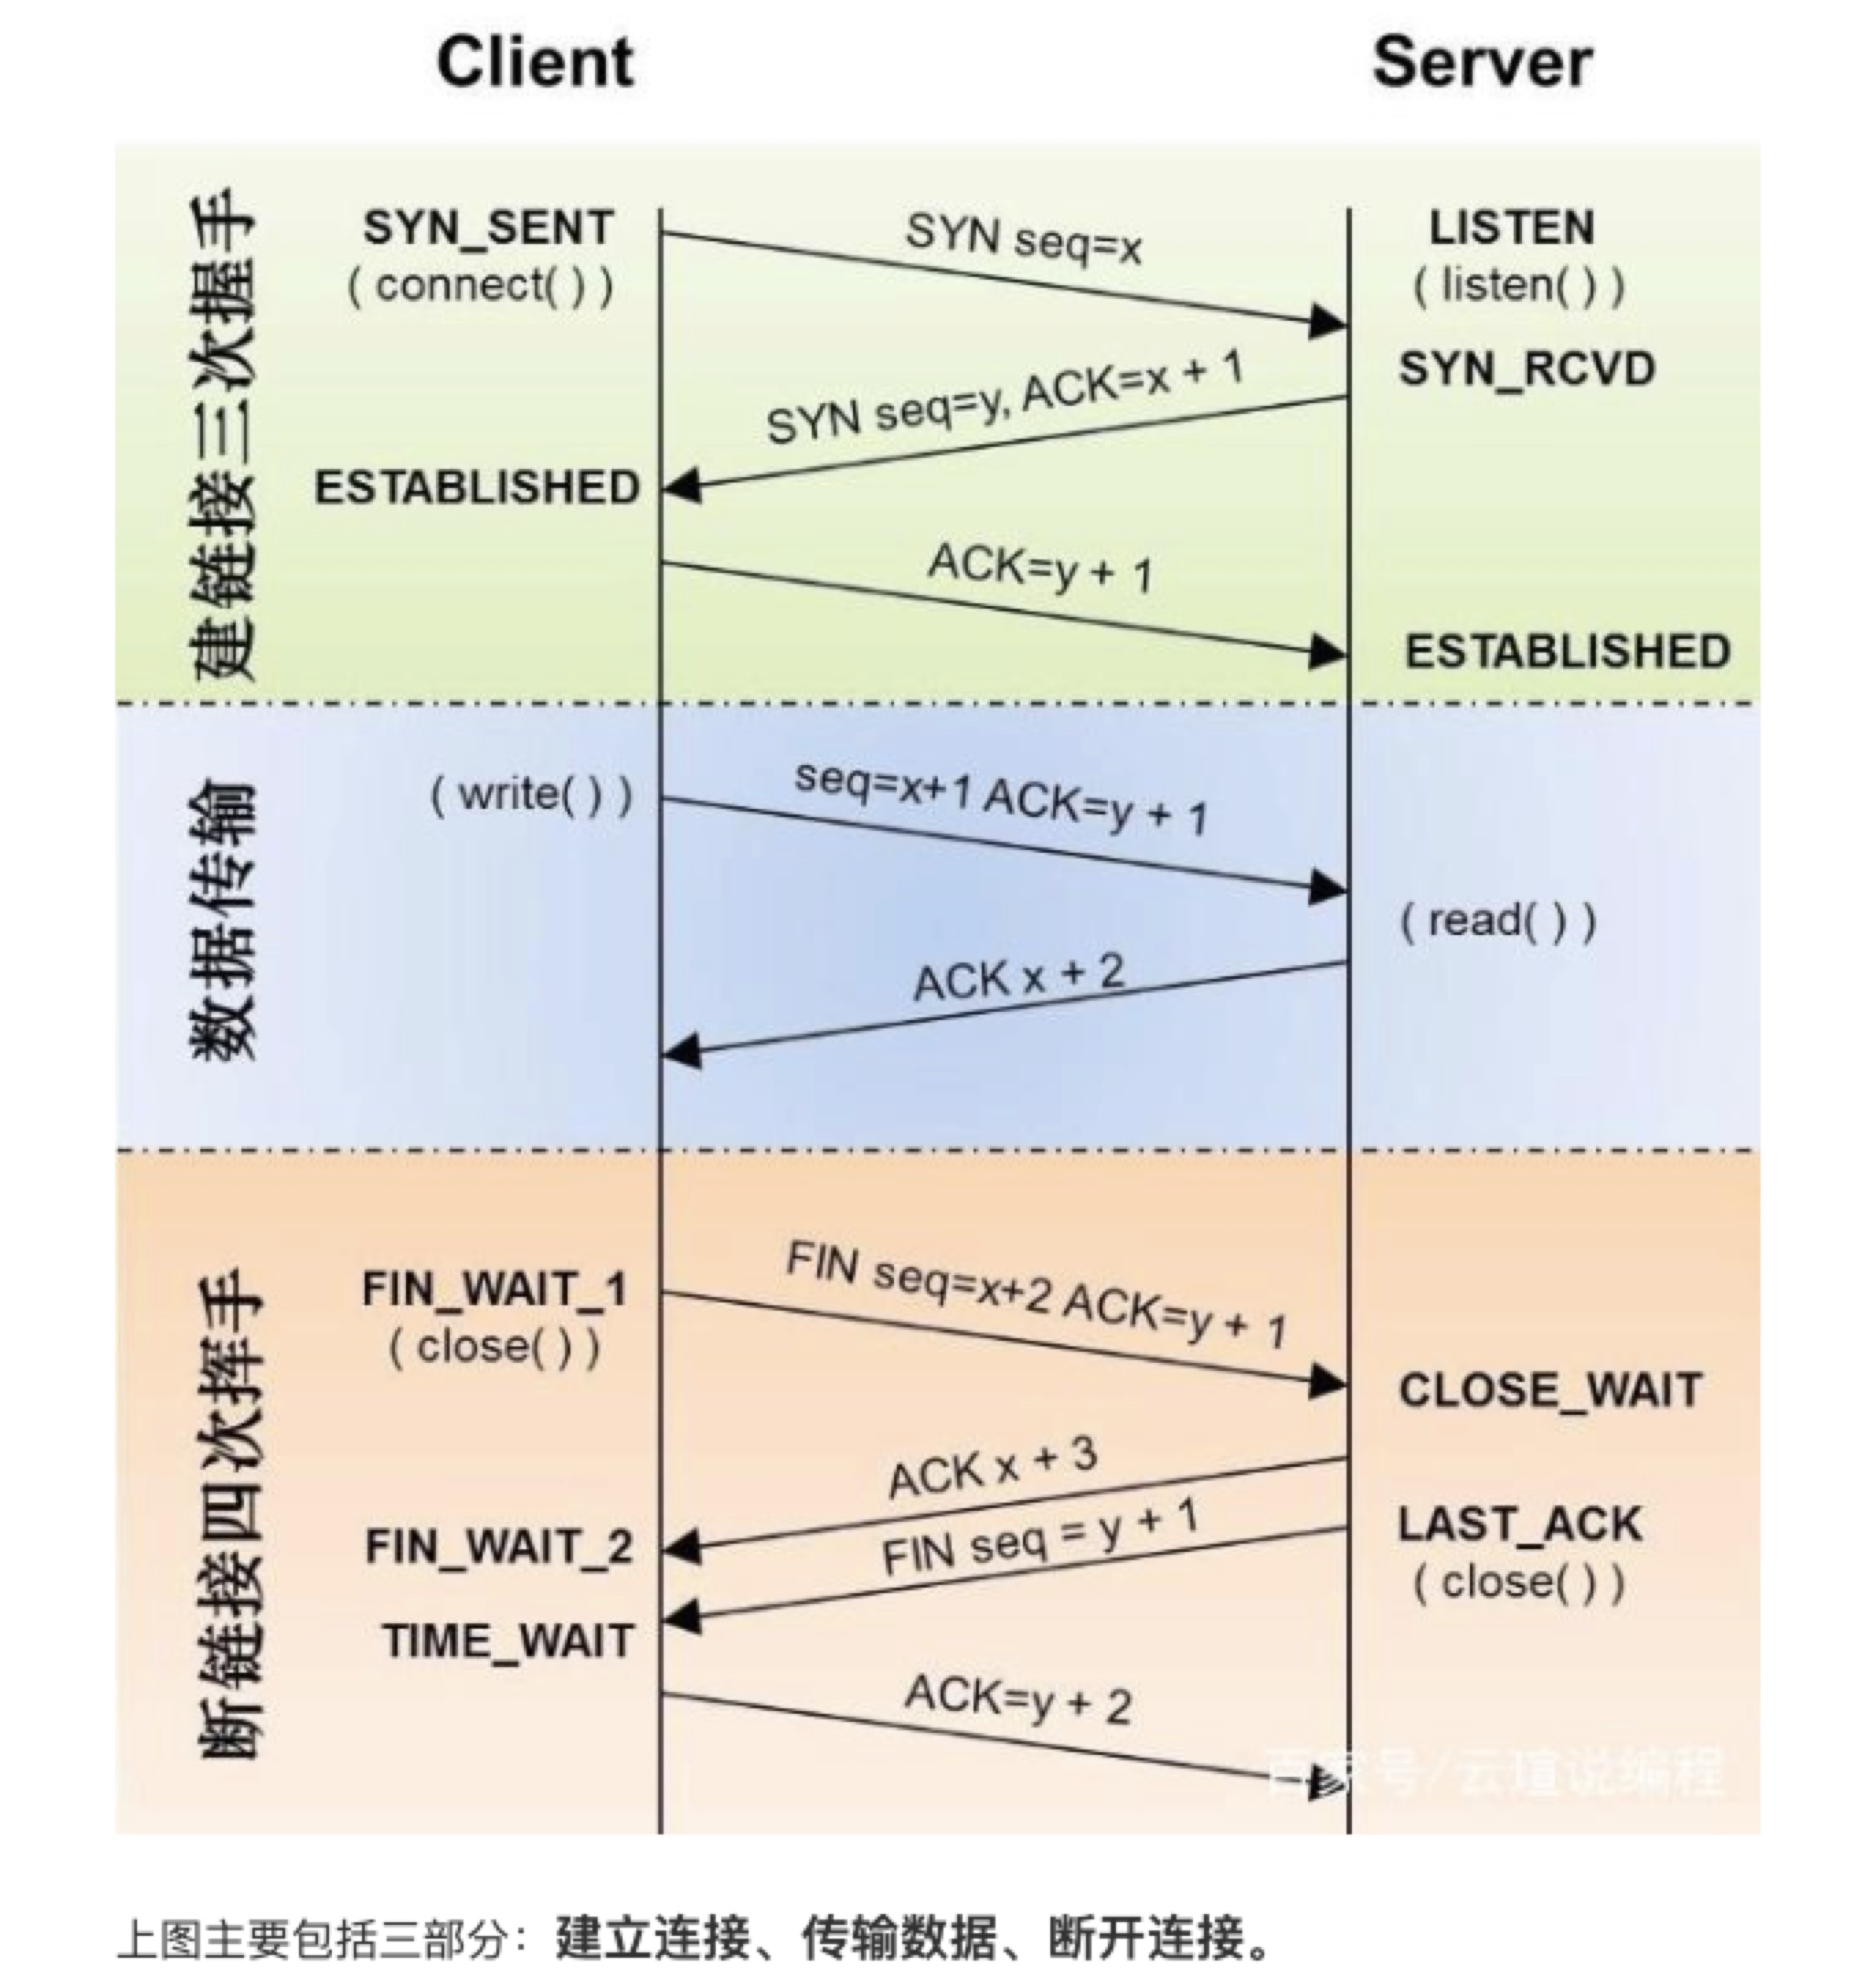 Client
Server
建链接三次握手
SYN_SENT
( connect( ) )
SYN seq=x
LISTEN
( listen( ) )
SYN_RCVD
SYN seq=y, ACK=x + 1
ESTABLISHED
ACK=y + 1
ESTABLISHED
数据传输
( write( ) )
seq=x+1 ACK=y + 1
( read( ) )
ACK x + 2
断链接四次挥手
FIN_WAIT_1
( close( ) )
FIN seq=x+2 ACK=y + 1
CLOSE_WAIT
ACK x + 3
FIN_WAIT_2
FIN seq = y + 1
LAST_ACK
( close( ) )
TIME_WAIT
ACK=y + 2
百家号/云瑄说编程
上图主要包括三部分：建立连接、传输数据、断开连接。